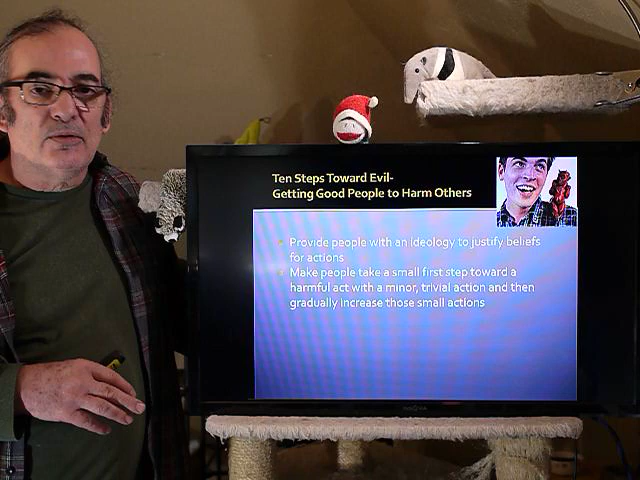 Ten Steps Toward Evil-
Getting Good People to Harm Others
Provide people with an ideology to justify beliefs
for actions
Make people take a small first step toward a
harmful act with a minor, trivial action and then
gradually increase those small actions
INSIGNIA